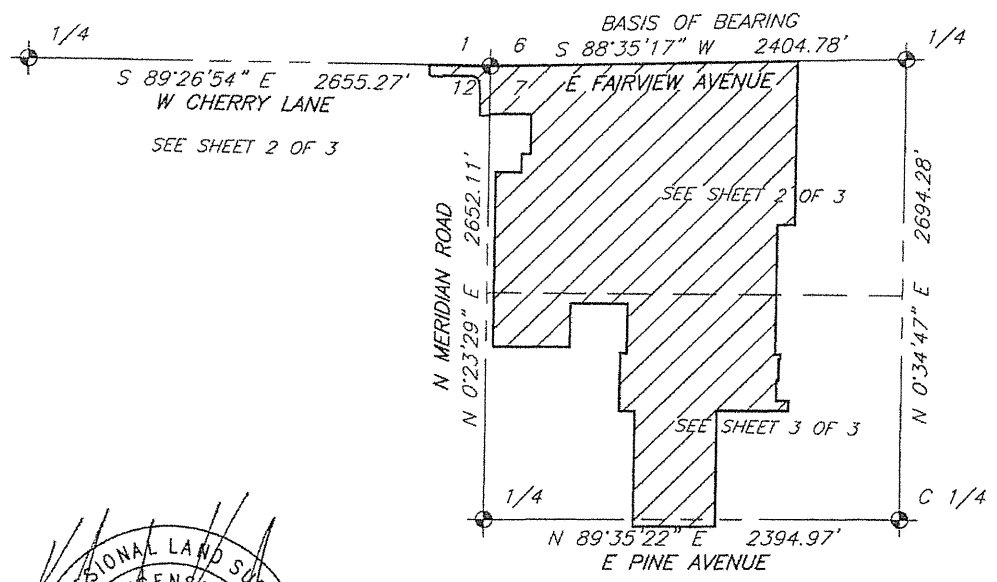 BASIS OF BEARING
1/4
1 6
S 88°35'17" W 2404.78'
1/4
S 89°26'54" E 2655.27'
12 7
E FAIRVIEW AVENUE
W CHERRY LANE
SEE SHEET 2 OF 3
SEE SHEET 2 OF 3
N MERIDIAN ROAD
N 0°23'29" E 2652.11'
N 0°34'47" E 2694.28'
SEE SHEET 3 OF 3
1/4
C 1/4
N 89°35'22" E 2394.97'
E PINE AVENUE
LAND